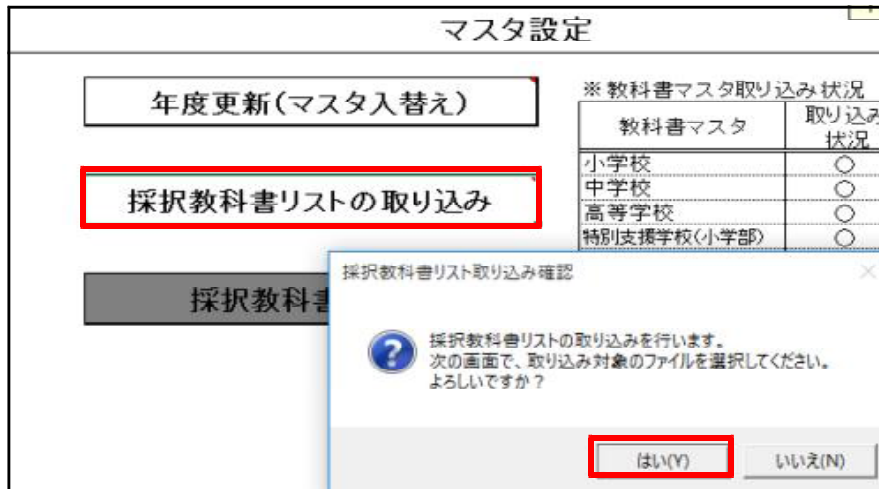 マスタ設定
年度更新(マスタ入替え)
※教科書マスタ取り込み状況
教科書マスタ
取り込み
状況
小学校 ○
中学校 ○
高等学校 ○
特別支援学校(小学部) ○
採択教科書リストの取り込み
採択教科書
採択教科書リスト取り込み確認
採択教科書リストの取り込みを行います。
次の画面で、取り込み対象のファイルを選択してください。
よろしいですか？
はい(Y)
いいえ(N)